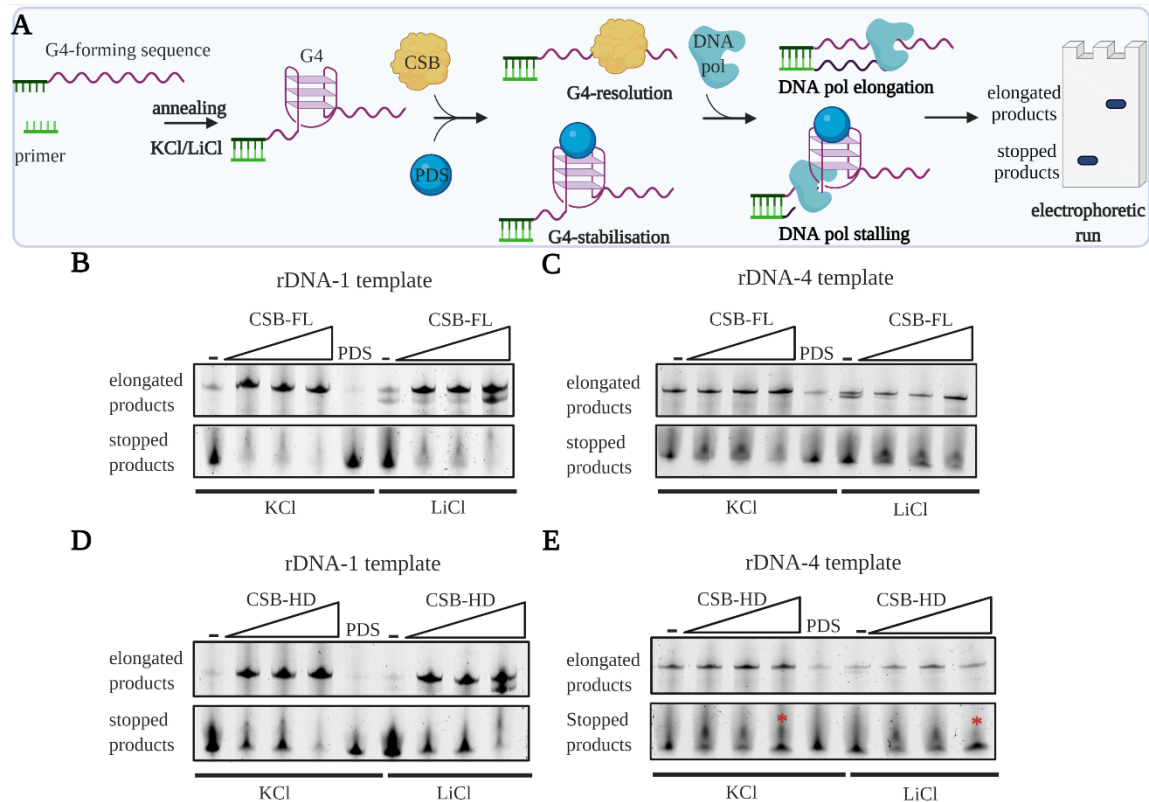 A
G4-forming sequence
primer
annealing
KCl/LiCl
G4
CSB
PDS
G4-resolution
G4-stabilisation
DNA
pol
DNA pol elongation
DNA pol stalling
elongated
products
stopped
products
electrophoretic
run
B
rDNA-1 template
CSB-FL
CSB-FL
- PDS -
elongated
products
stopped
products
KCl
LiCl
C
rDNA-4 template
CSB-FL
CSB-FL
- PDS -
elongated
products
stopped
products
KCl
LiCl
D
rDNA-1 template
CSB-HD
CSB-HD
- PDS -
elongated
products
stopped
products
KCl
LiCl
E
rDNA-4 template
CSB-HD
CSB-HD
- PDS -
elongated
products
Stopped
products
* *
KCl
LiCl